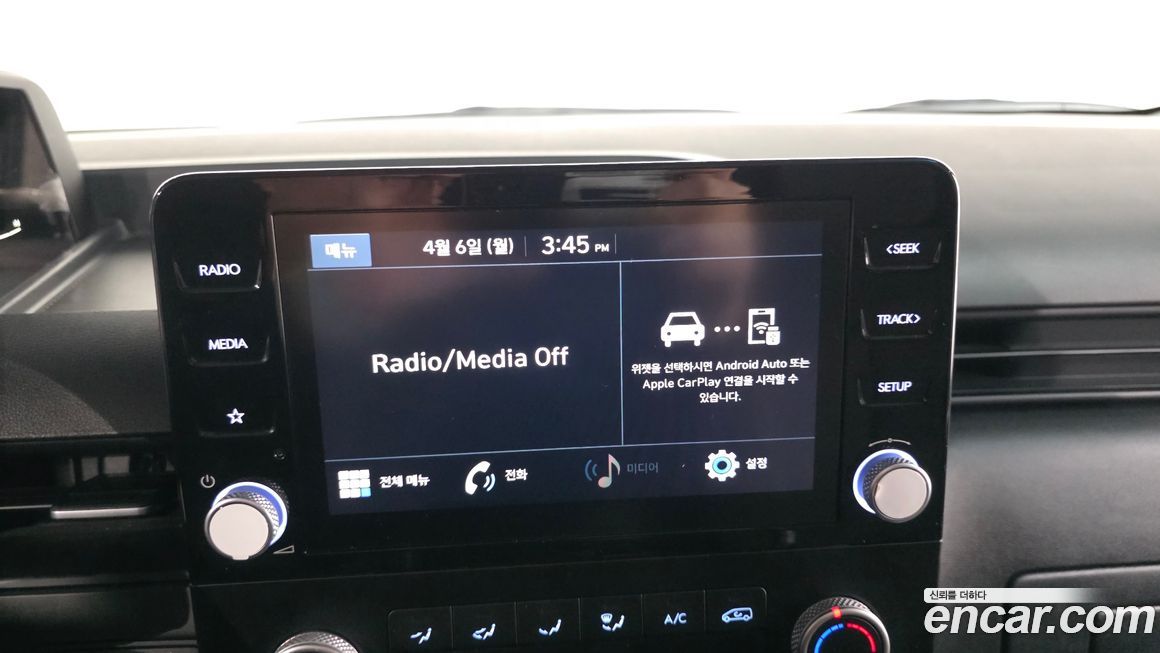 메뉴
4월 6일 (월)
3:45 PM
RADIO
MEDIA
Radio/Media Off
위젯을 선택하시면 Android Auto 또는
Apple CarPlay 연결을 시작할 수
있습니다.
전체 메뉴
전화
미디어
설정
<SEEK
TRACK>
SETUP
A/C
신뢰를 더하다
encar.com